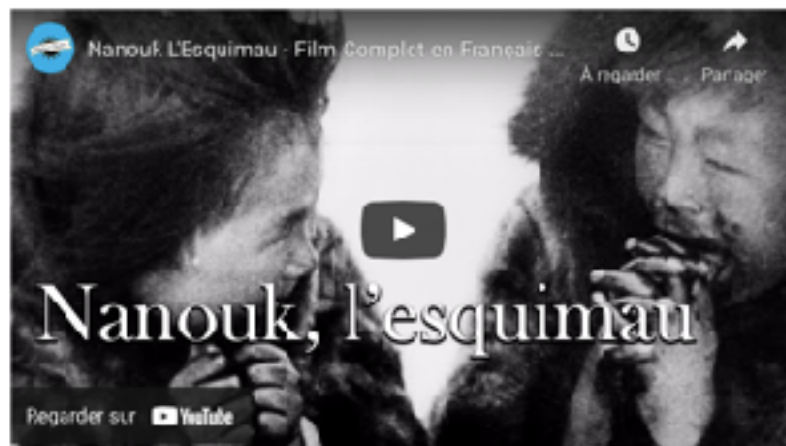 Nanouk L'Esquimau - Film Complet en Français ...
À regarder ...
Partager
Nanouk, l'esquimau
Regarder sur YouTube